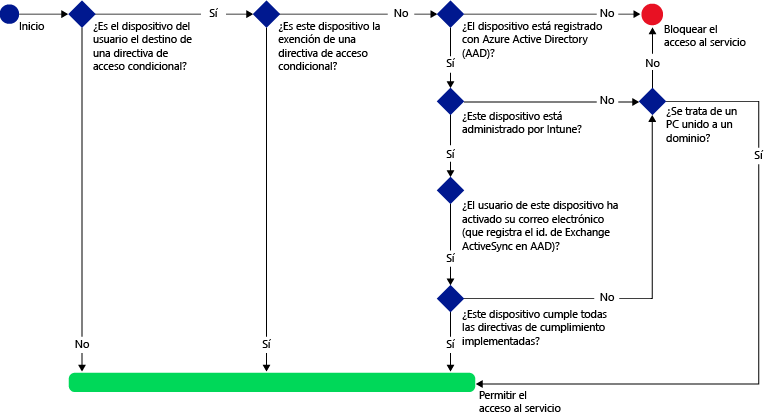 Inicio
¿Es el dispositivo del
usuario el destino de
una directiva de
acceso condicional?
Sí
¿Es este dispositivo la
exención de una
directiva de acceso
condicional?
No
¿El dispositivo está registrado
con Azure Active Directory
(AAD)?
No
Bloquear el
acceso al servicio
Sí
No
¿Este dispositivo está
administrado por Intune?
No
¿Se trata de un
PC unido a un
dominio?
Sí
Sí
¿El usuario de este dispositivo ha
activado su correo electrónico
(que registra el id. de Exchange
ActiveSync en AAD)?
Sí
No
¿Este dispositivo cumple todas
las directivas de cumplimiento
implementadas?
No
Sí
Sí
Permitir el
acceso al servicio